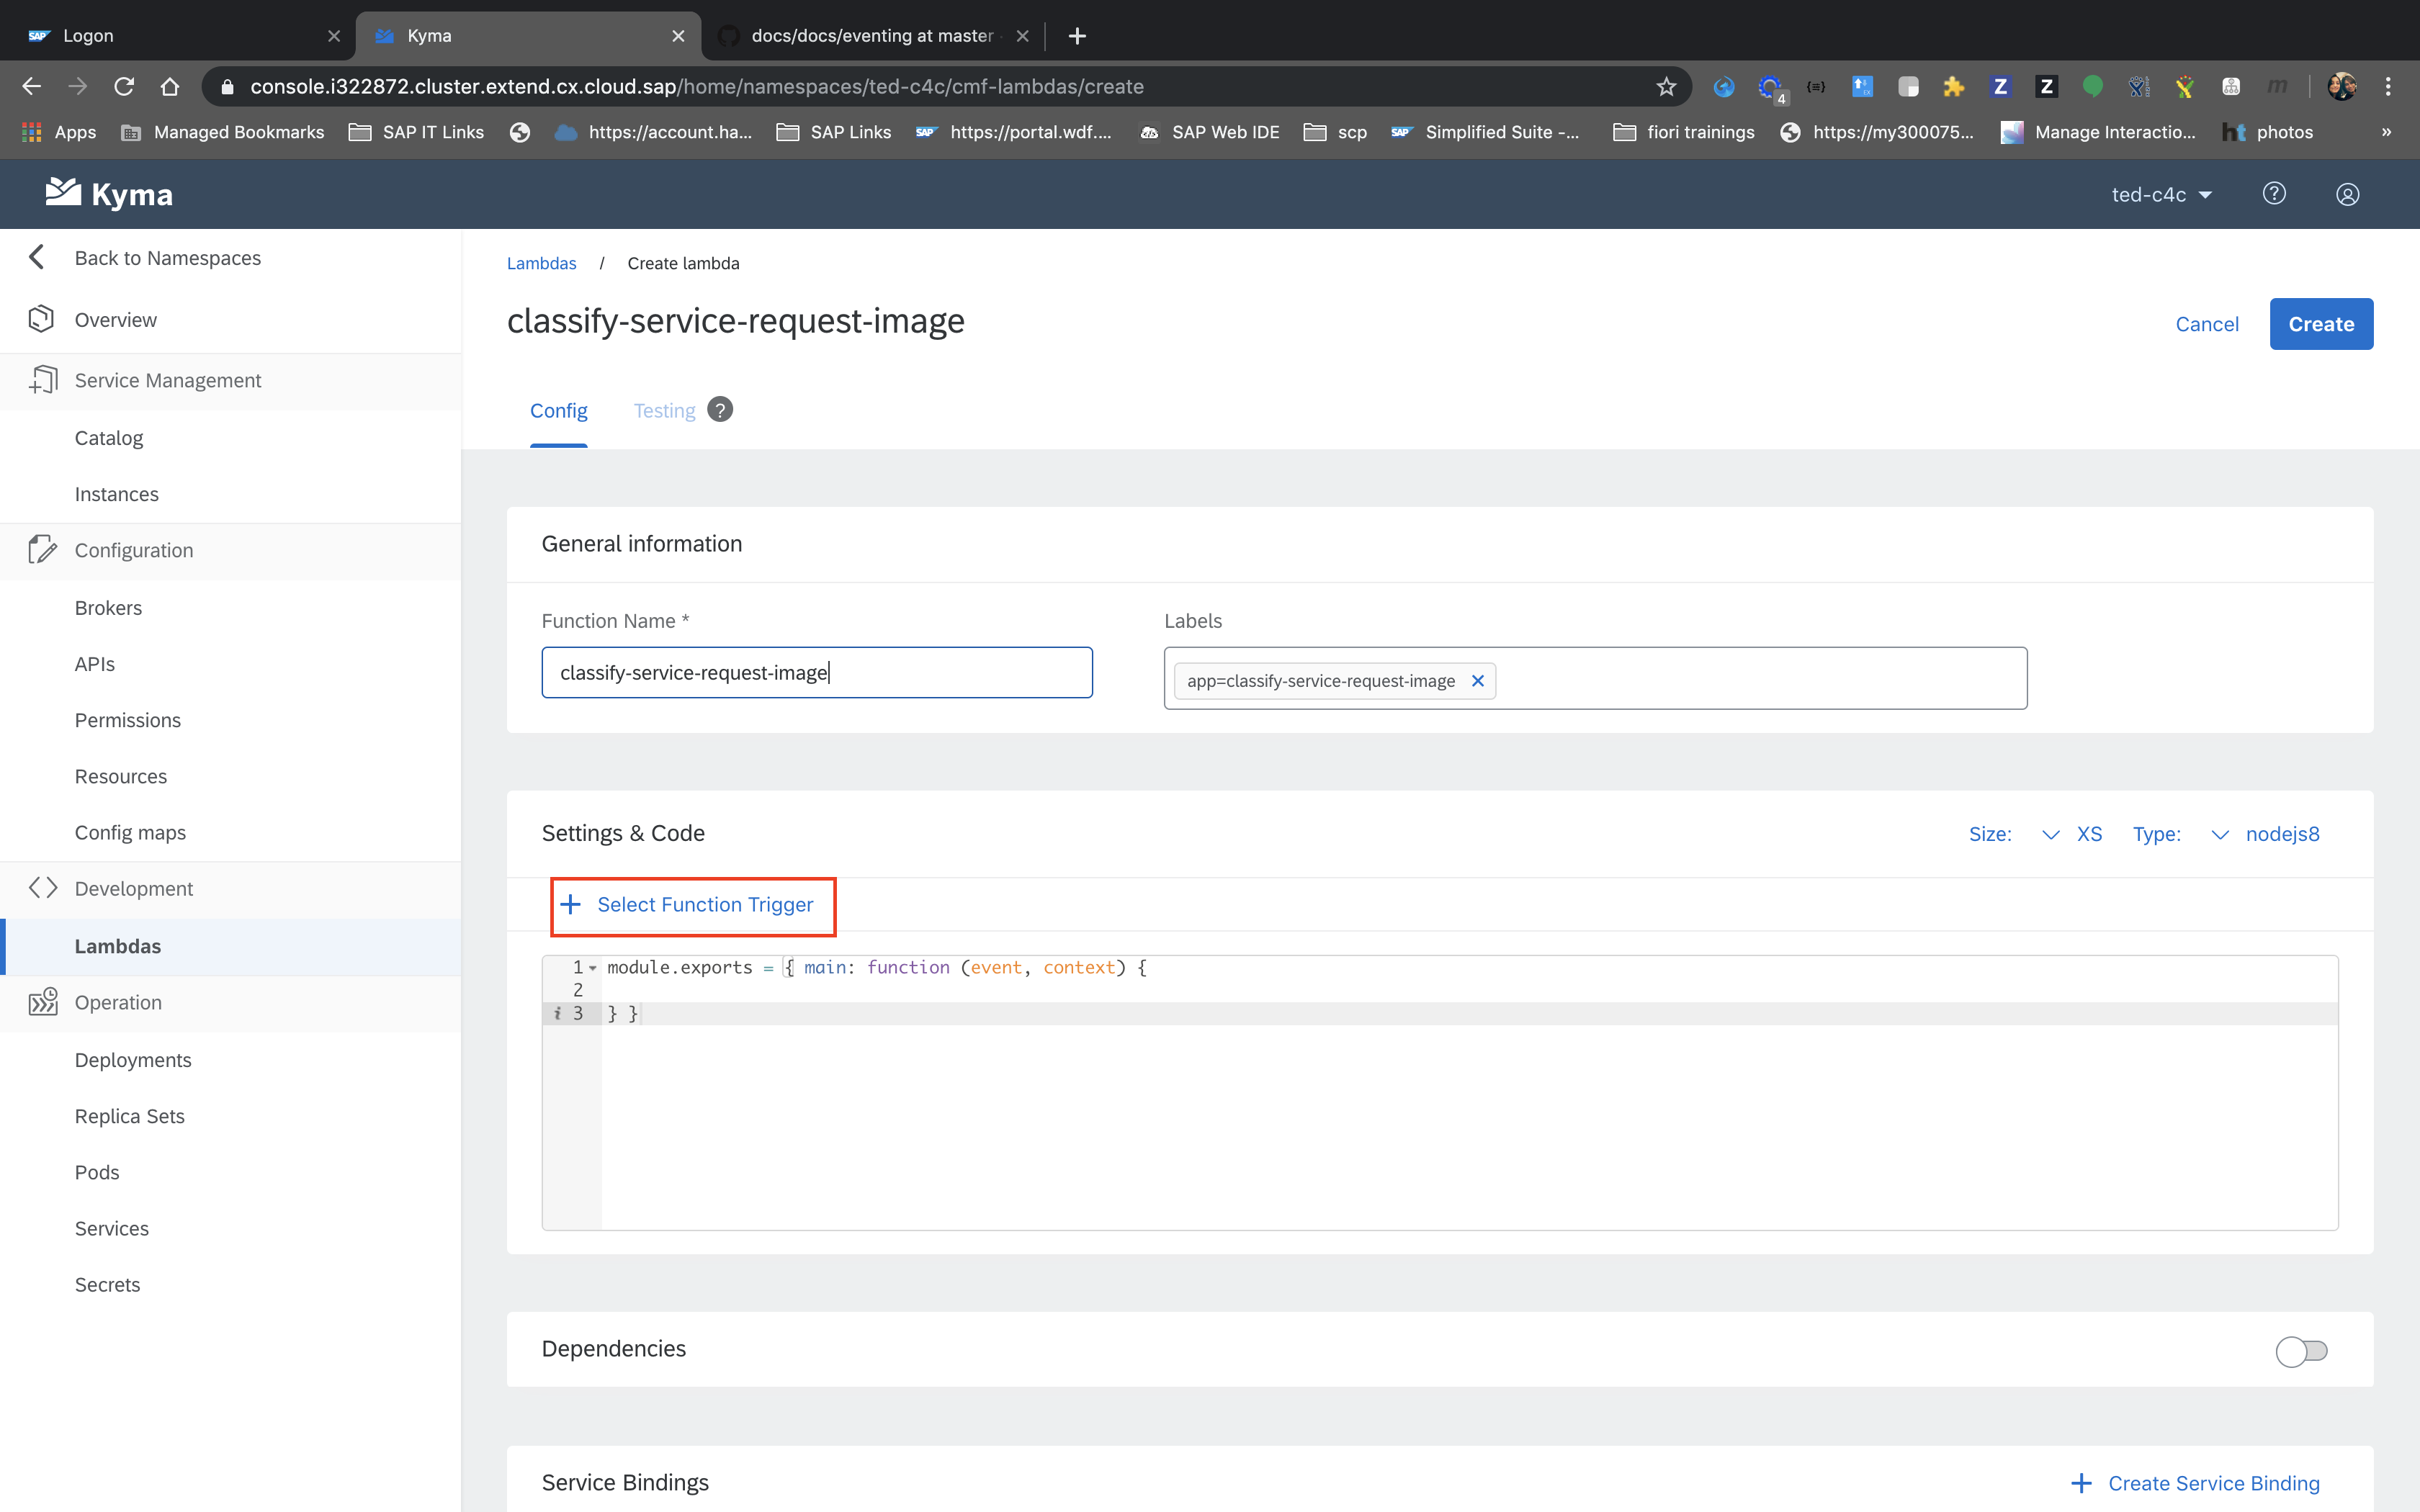 SAP Logon
Kyma
docs/docs/eventing at master
console.i322872.cluster.extend.cx.cloud.sap/home/namespaces/ted-c4c/cmf-lambdas/create
4
Z
Z
m
Apps
Managed Bookmarks
SAP IT Links
https://account.ha...
SAP Links
SAP https://portal.wdf....
SAP Web IDE
scp
SAP Simplified Suite -...
fiori trainings
https://my300075...
Manage Interactio...
ht photos
»
Kyma
ted-c4c
?
Back to Namespaces
Overview
Service Management
Catalog
Instances
Configuration
Brokers
APIs
Permissions
Resources
Config maps
Development
Lambdas
Operation
Deployments
Replica Sets
Pods
Services
Secrets
Lambdas / Create lambda
classify-service-request-image
Cancel
Create
Config
Testing ?
General information
Function Name *
classify-service-request-image
Labels
app=classify-service-request-image
Settings & Code
Size: XS Type: nodejs8
+ Select Function Trigger
1 module.exports = { main: function (event, context) {
2
i 3 } }
Dependencies
Service Bindings
+ Create Service Binding